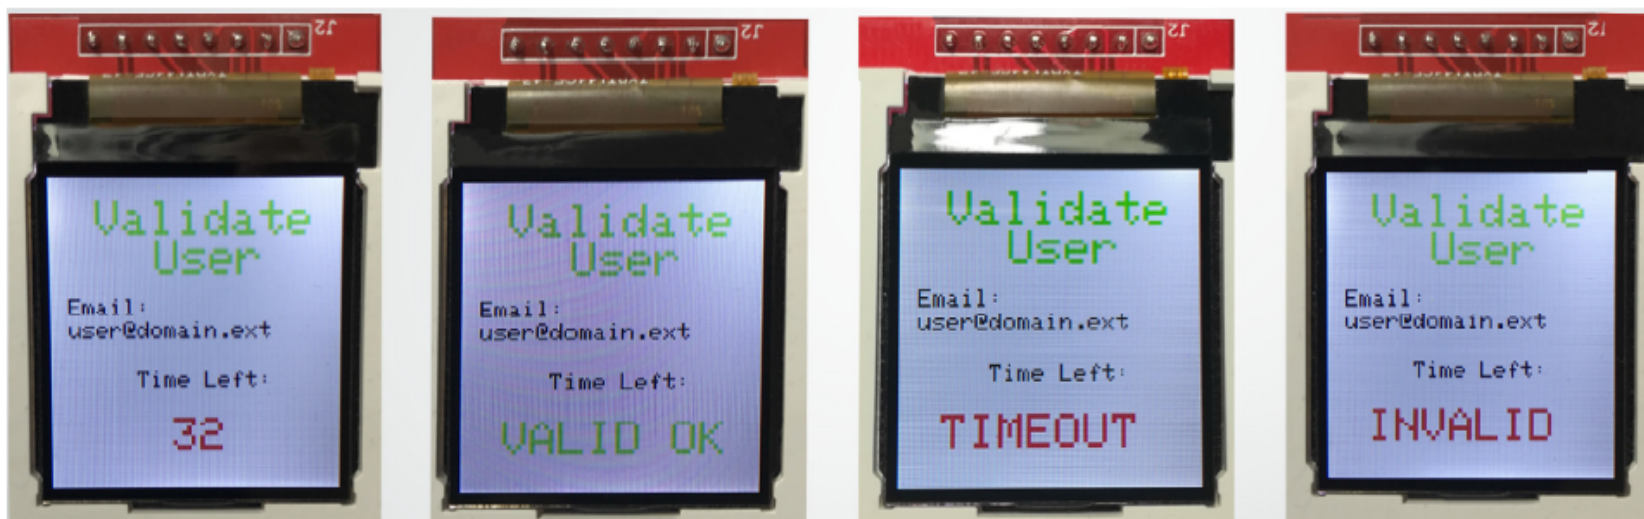 J2
Validate
User
Email:
user@domain.ext
Time Left:
32
J2
Validate
User
Email:
user@domain.ext
Time Left:
VALID OK
J2
Validate
User
Email:
user@domain.ext
Time Left:
TIMEOUT
J2
Validate
User
Email:
user@domain.ext
Time Left:
INVALID